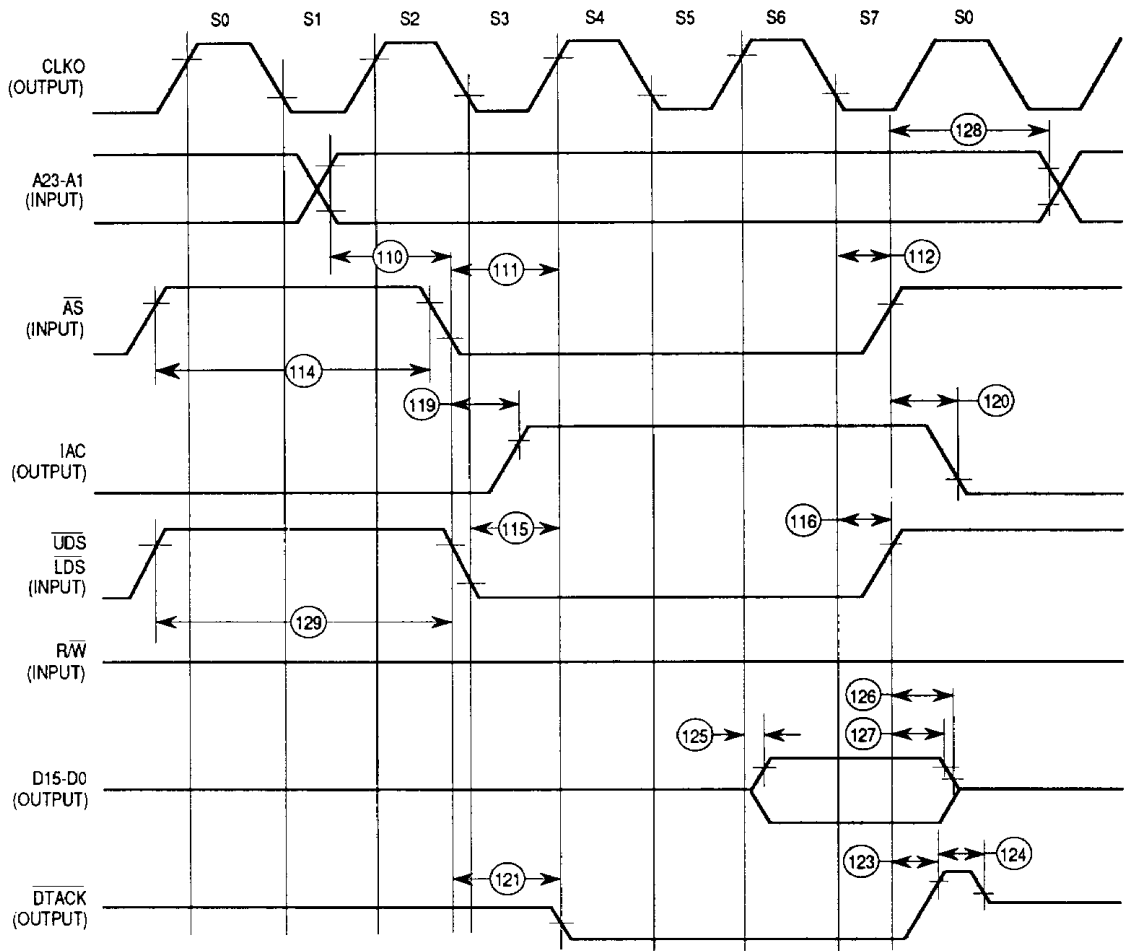 S0 S1 S2 S3 S4 S5 S6 S7 S0
CLKO
(OUTPUT)
128
A23-A1
(INPUT)
110 111 112
AS
(INPUT)
114
119 120
IAC
(OUTPUT)
115 116
UDS
LDS
(INPUT)
129
R/W
(INPUT)
126
125 127
D15-D0
(OUTPUT)
123 124
121
DTACK
(OUTPUT)